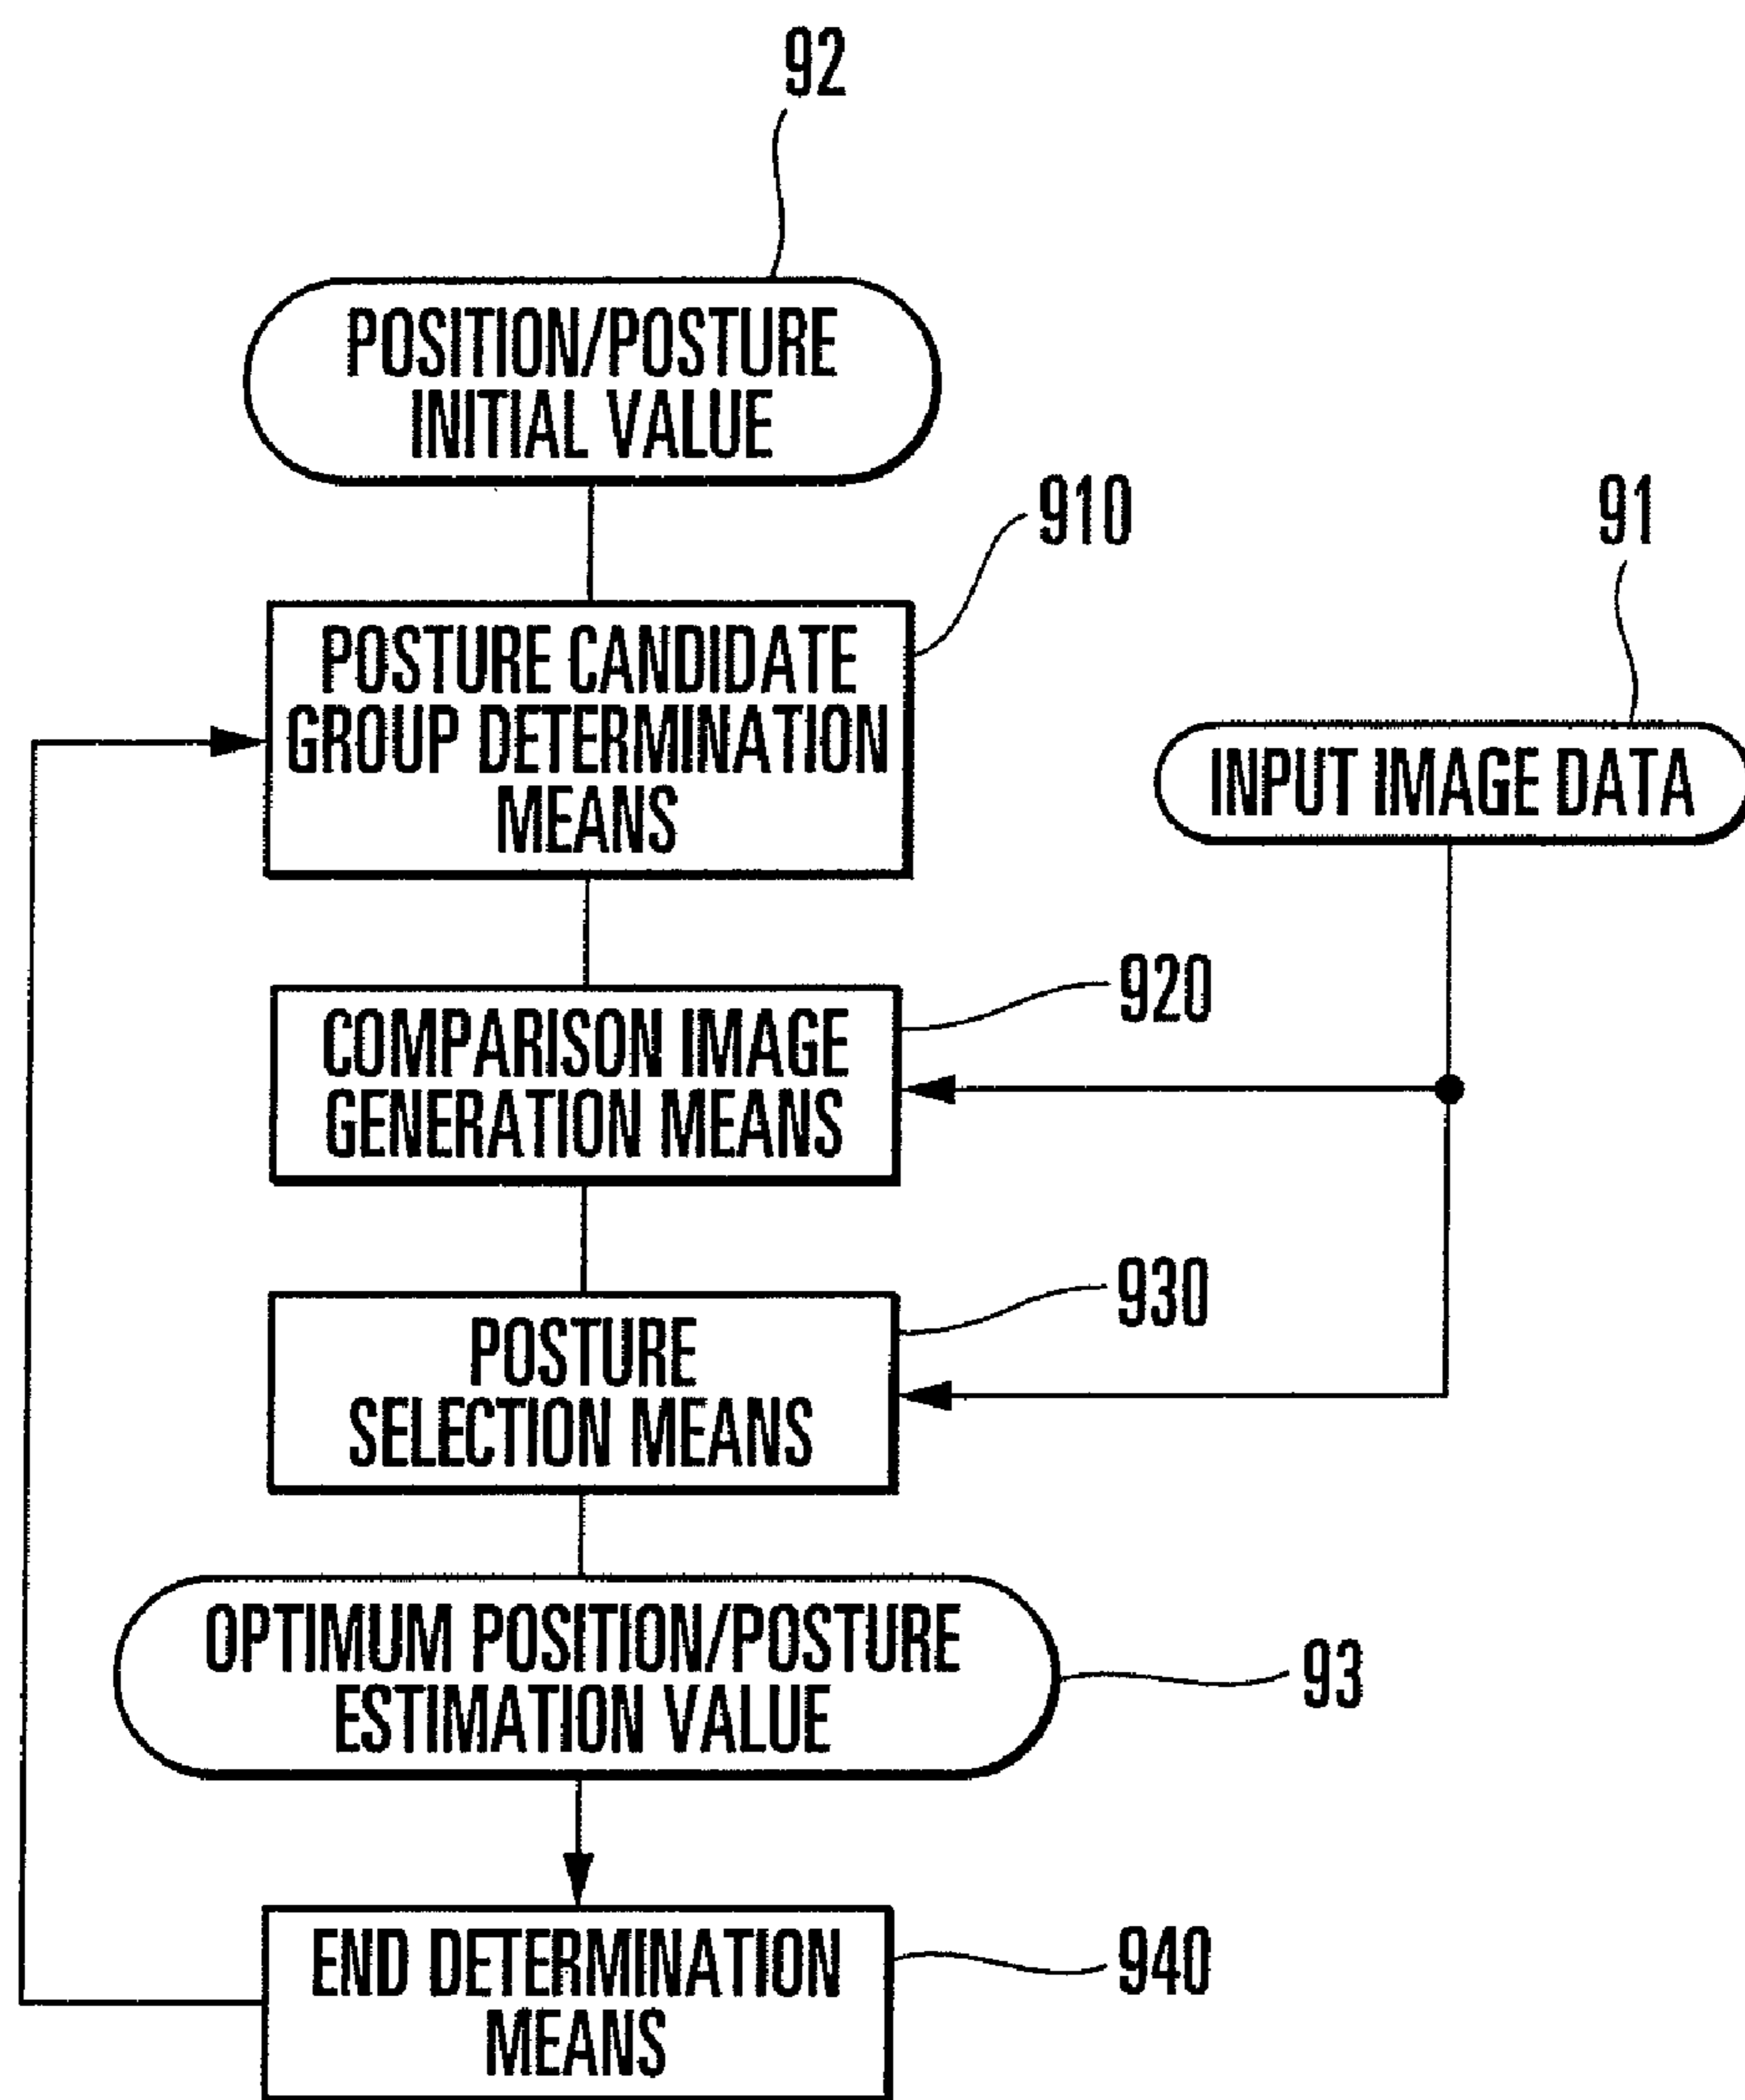 92
POSITION/POSTURE
INITIAL VALUE
910
POSTURE CANDIDATE
GROUP DETERMINATION
MEANS
91
INPUT IMAGE DATA
920
COMPARISON IMAGE
GENERATION MEANS
930
POSTURE
SELECTION MEANS
OPTIMUM POSITION/POSTURE
ESTIMATION VALUE
93
END DETERMINATION
MEANS
940